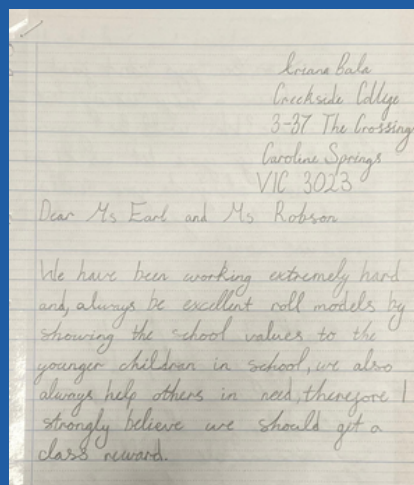 Ariana Bala
Creekside College
3-37 The Crossing
Caroline Springs
VIC 3023
Dear Ms Earl and Ms Robson
We have been working extremely hard
and, always be excellent roll models by
showing the school values to the
younger children in school, we also
always help others in need, therefore I
strongly believe we should get a
class reward.